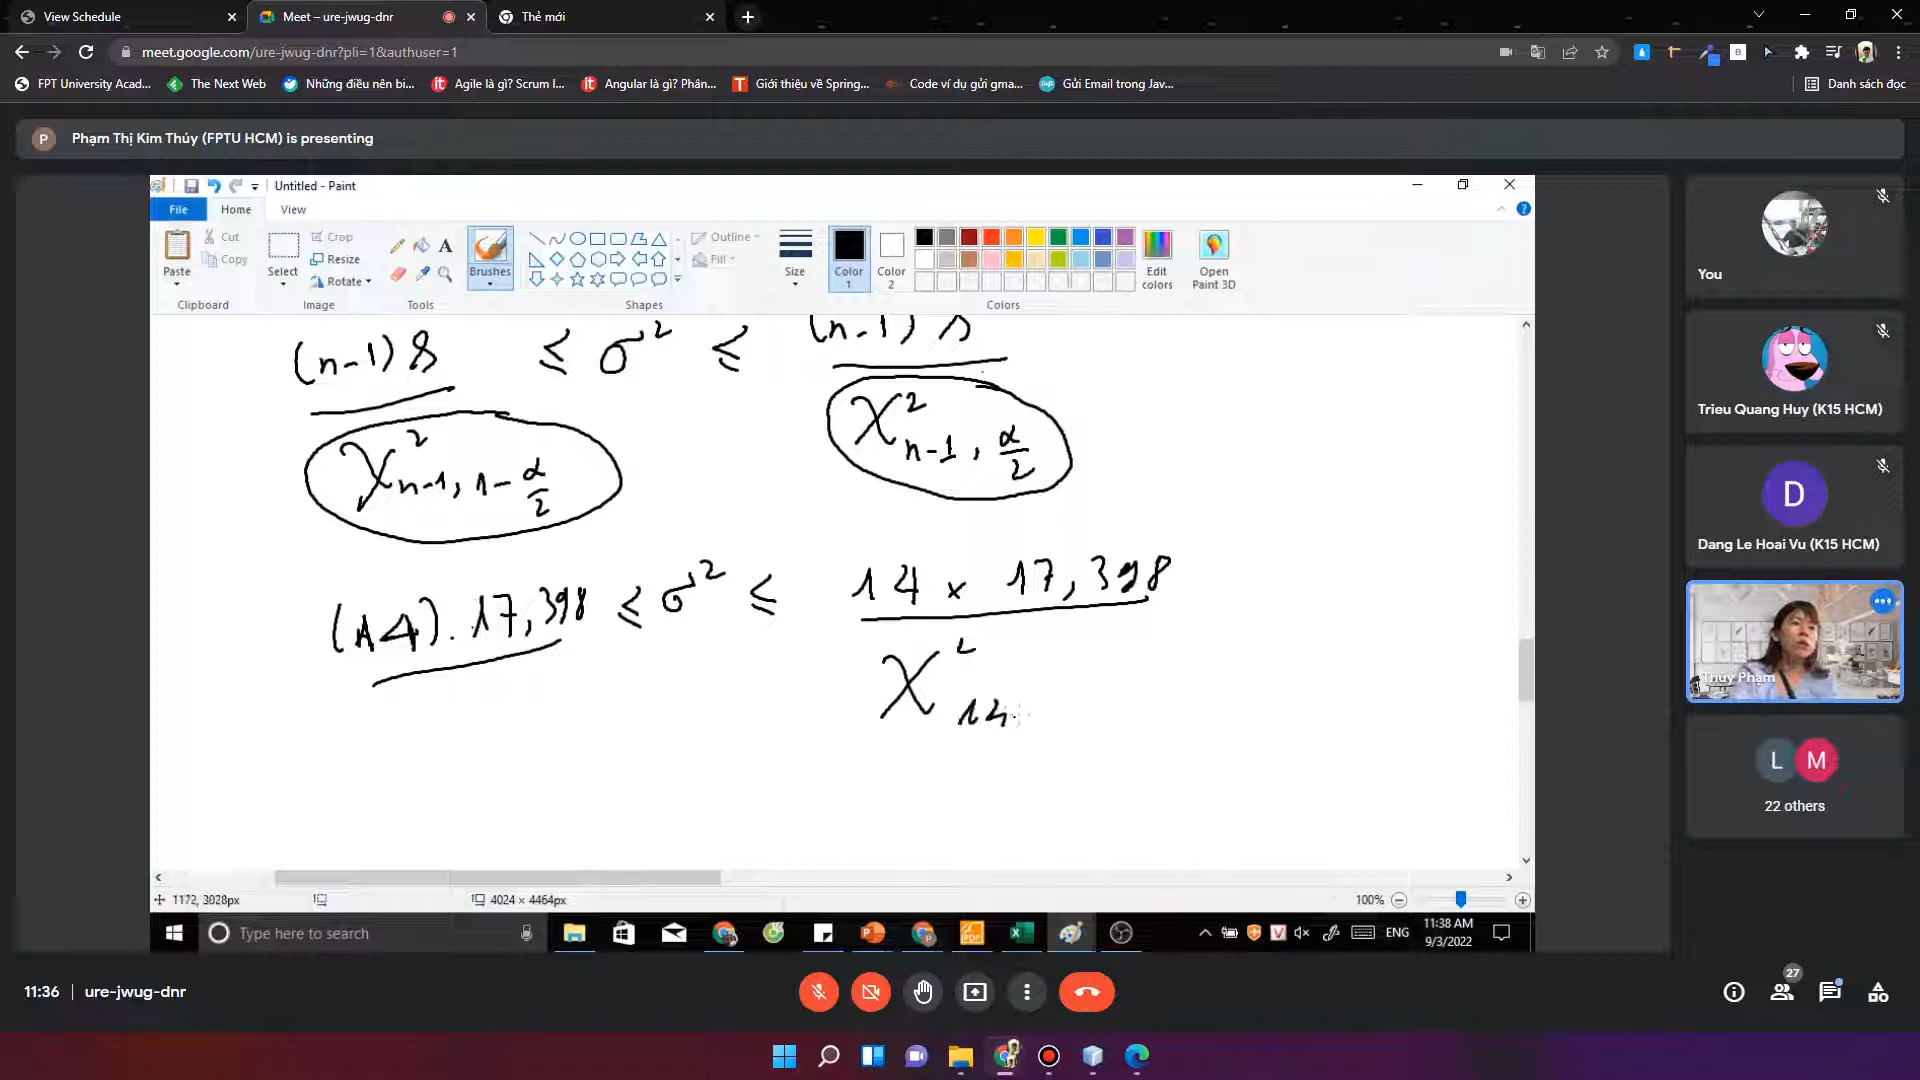 View Schedule
Meet – ure-jwug-dnr
Thẻ mới
meet.google.com/ure-jwug-dnr?pli=1&authuser=1
FPT University Acad...
The Next Web
Những điều nên bi...
Agile là gì? Scrum I...
Angular là gì? Phân...
Giới thiệu về Spring...
Code ví dụ gửi gma...
Gửi Email trong Jav...
Danh sách đọc
P
Phạm Thị Kim Thủy (FPTU HCM) is presenting
Untitled - Paint
File Home View
Cut
Copy
Paste
Clipboard
Crop
Resize
Rotate
Select
Image
A
Tools
Brushes
Outline
Fill
Shapes
Size
Color 1
Color 2
Edit colors
Open Paint 3D
Colors
(n-1) S ≤ σ² ≤ (n-1) s
χ² n-1, 1-α/2
χ² n-1, α/2
(14). 17,398 ≤ σ² ≤ 14 × 17,398
χ² 14
1172, 3028px
4024 × 4464px
100%
Type here to search
ENG
11:38 AM
9/3/2022
You
Trieu Quang Huy (K15 HCM)
D
Dang Le Hoai Vu (K15 HCM)
Thuy Pham
L M
22 others
11:36 | ure-jwug-dnr
27